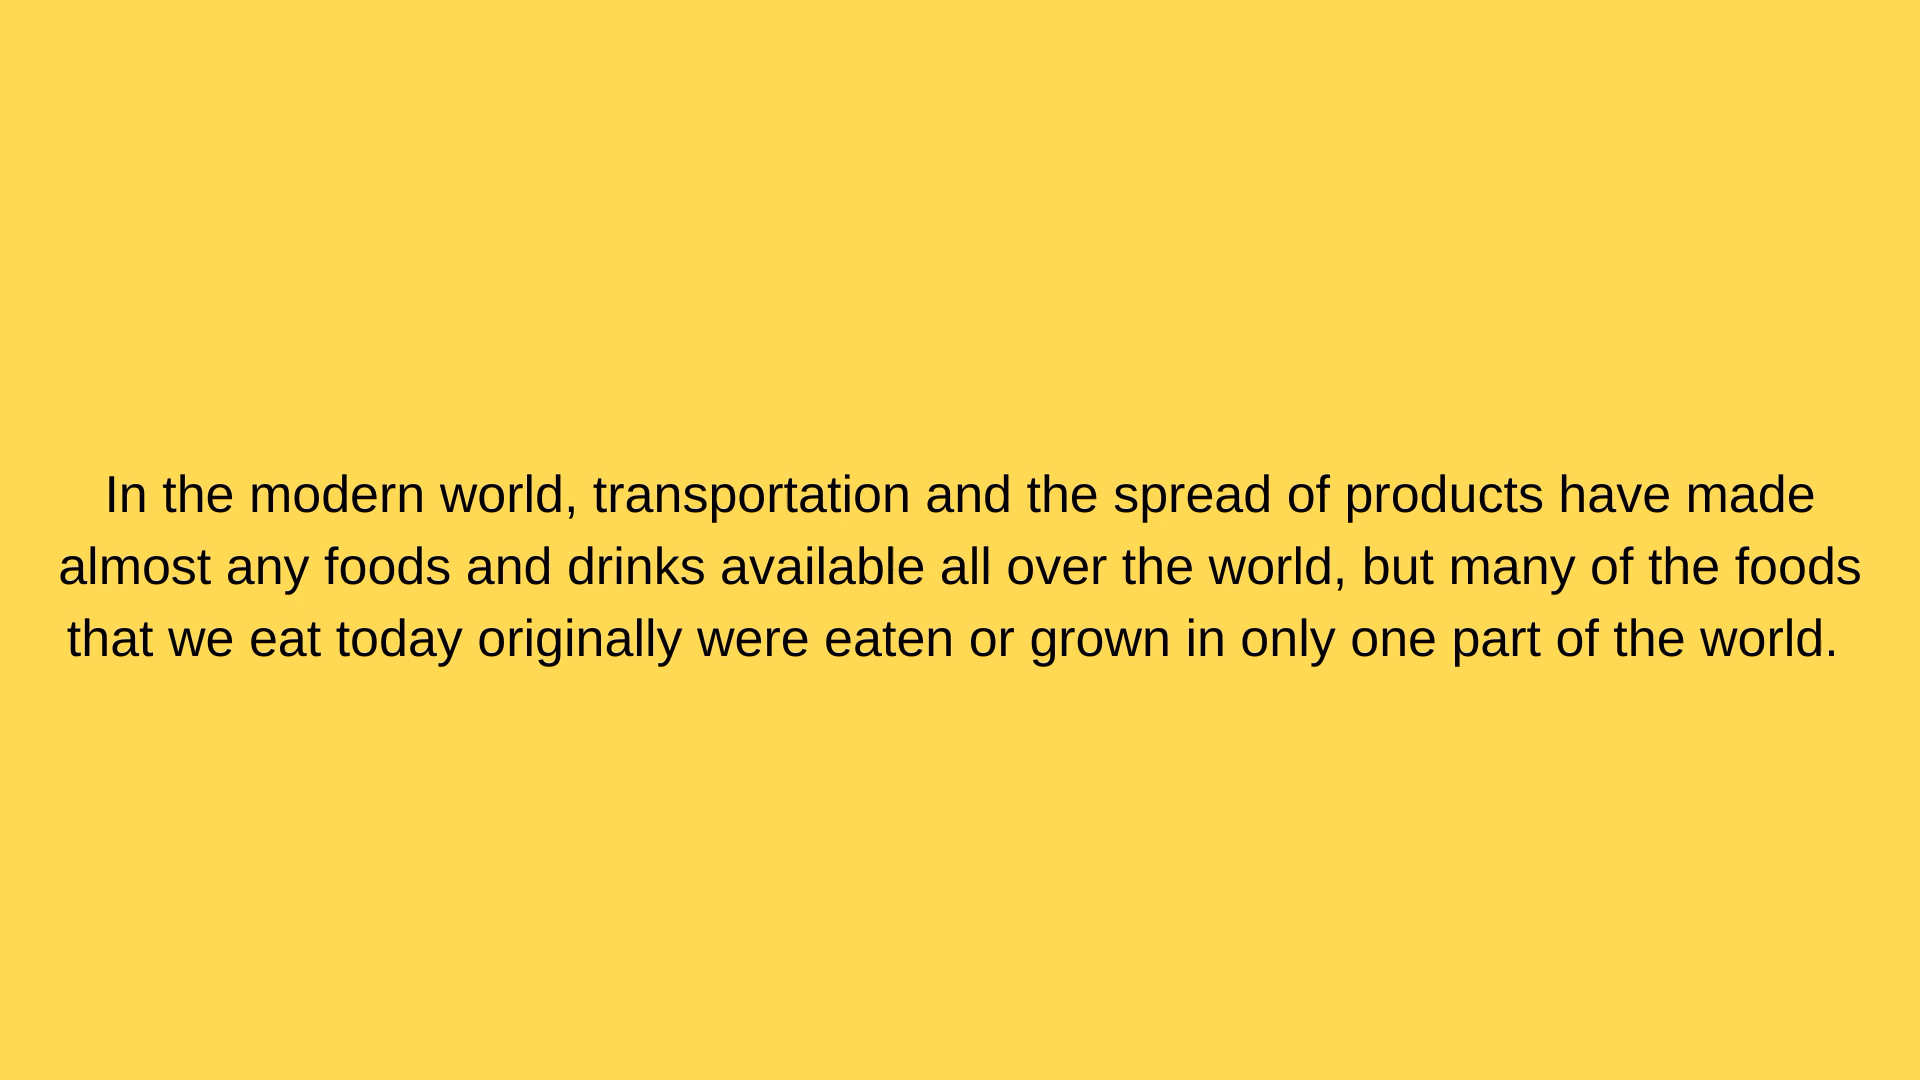 In the modern world, transportation and the spread of products have made
almost any foods and drinks available all over the world, but many of the foods
that we eat today originally were eaten or grown in only one part of the world.